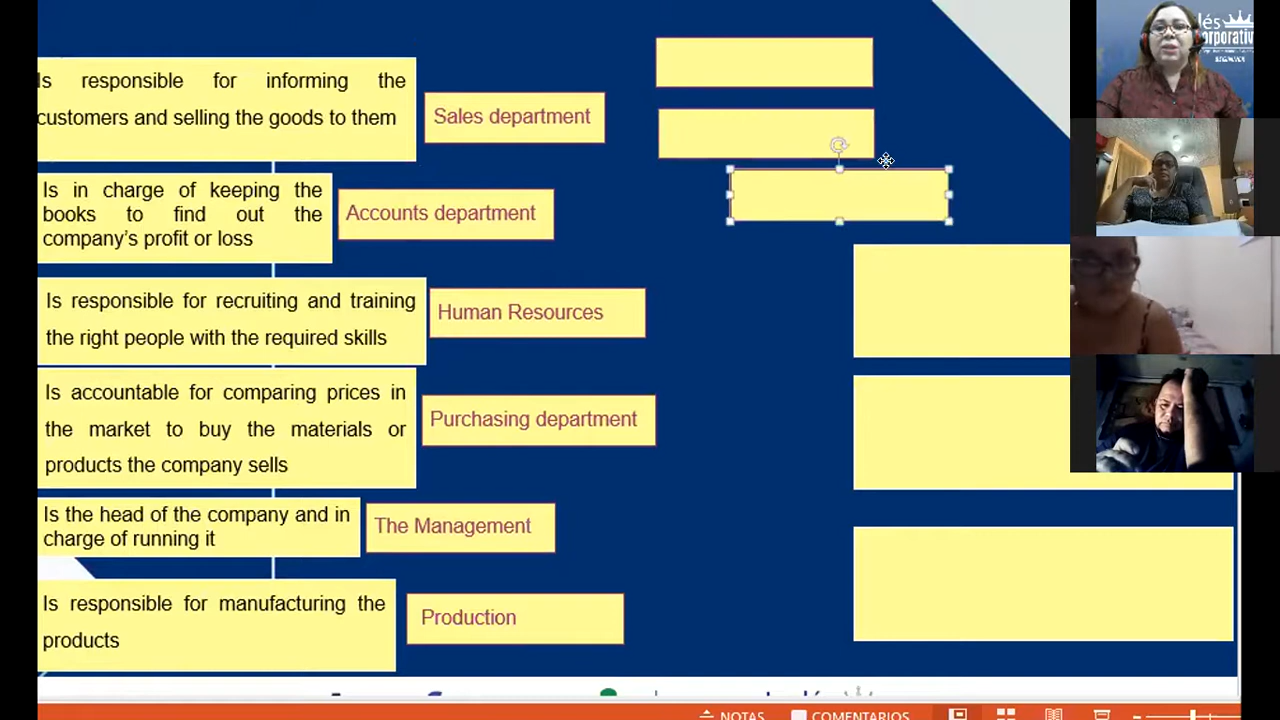 Is responsible for informing the
customers and selling the goods to them
Sales department
Is in charge of keeping the
books to find out the
company's profit or loss
Accounts department
Is responsible for recruiting and training
the right people with the required skills
Human Resources
Is accountable for comparing prices in
the market to buy the materials or
products the company sells
Purchasing department
Is the head of the company and in
charge of running it
The Management
Is responsible for manufacturing the
products
Production
NOTAS
COMENTARIOS